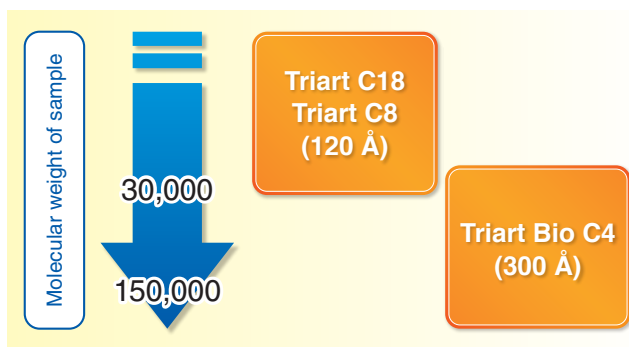 Molecular weight of sample
30,000
150,000
Triart C18
Triart C8
(120 Å)
Triart Bio C4
(300 Å)